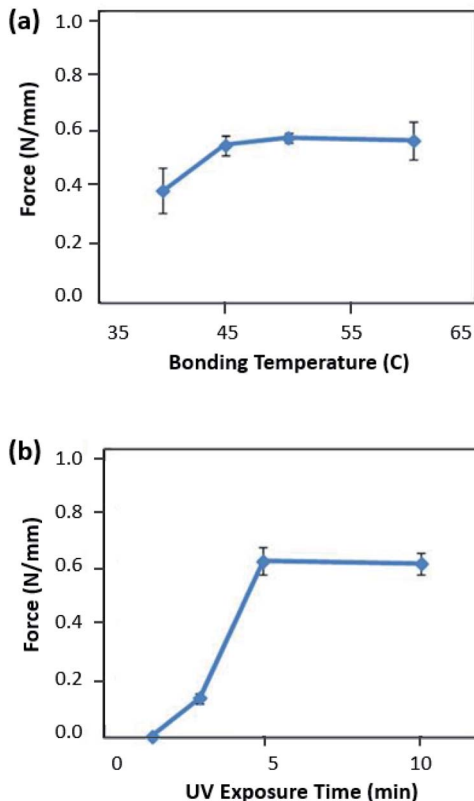 (a)
1.0
0.8
0.6
0.4
0.2
0.0
Force (N/mm)
35 45 55 65
Bonding Temperature (C)
(b)
1.0
0.8
0.6
0.4
0.2
0.0
Force (N/mm)
0 5 10
UV Exposure Time (min)